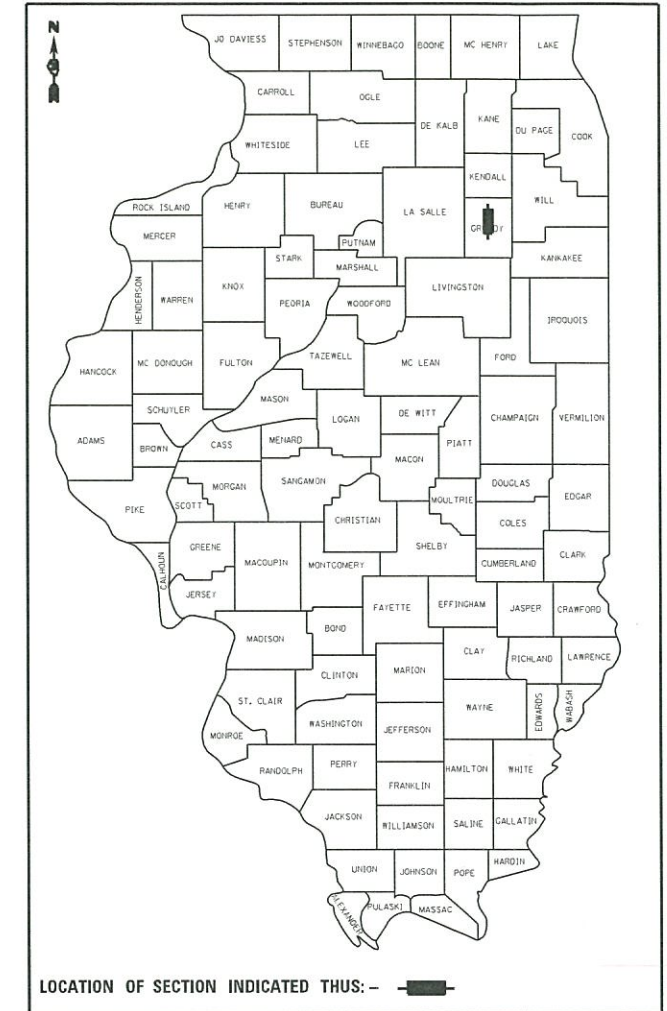 N
JO DAVIESS
STEPHENSON
WINNEBAGO
BOONE
MC HENRY
LAKE
CARROLL
OGLE
DE KALB
KANE
DU PAGE
COOK
WHITESIDE
LEE
KENDALL
WILL
ROCK ISLAND
HENRY
BUREAU
LA SALLE
MERCER
PUTNAM
STARK
MARSHALL
KANKAKEE
HENDERSON
WARREN
KNOX
PEORIA
WOODFORD
LIVINGSTON
IROQUOIS
HANCOCK
MC DONOUGH
FULTON
TAZEWELL
MC LEAN
FORD
MASON
SCHUYLER
LOGAN
DE WITT
CHAMPAIGN
VERMILION
ADAMS
BROWN
CASS
MENARD
MACON
PIATT
PIKE
SCOTT
MORGAN
SANGAMON
CHRISTIAN
MOULTRIE
DOUGLAS
EDGAR
COLES
GREENE
MACOUPIN
MONTGOMERY
SHELBY
CUMBERLAND
CLARK
CALHOUN
JERSEY
FAYETTE
EFFINGHAM
JASPER
CRAWFORD
MADISON
BOND
CLAY
RICHLAND
LAWRENCE
CLINTON
MARION
ST. CLAIR
WAYNE
EDWARDS
WABASH
WASHINGTON
JEFFERSON
MONROE
RANDOLPH
PERRY
HAMILTON
WHITE
FRANKLIN
JACKSON
WILLIAMSON
SALINE
GALLATIN
UNION
JOHNSON
POPE
HARDIN
ALEXANDER
PULASKI
MASSAC
LOCATION OF SECTION INDICATED THUS: –